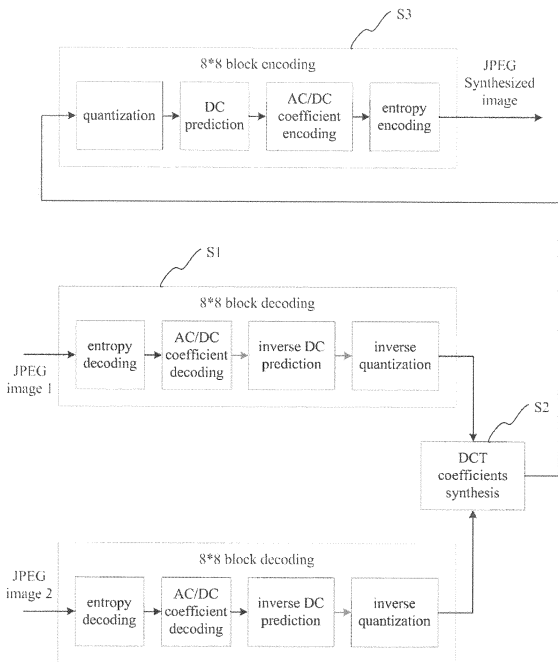 S3
8*8 block encoding
JPEG
Synthesized
image
quantization
DC
prediction
AC/DC
coefficient
encoding
entropy
encoding
S1
8*8 block decoding
entropy
decoding
AC/DC
coefficient
decoding
inverse DC
prediction
inverse
quantization
JPEG
image 1
S2
DCT
coefficients
synthesis
8*8 block decoding
JPEG
image 2
entropy
decoding
AC/DC
coefficient
decoding
inverse DC
prediction
inverse
quantization